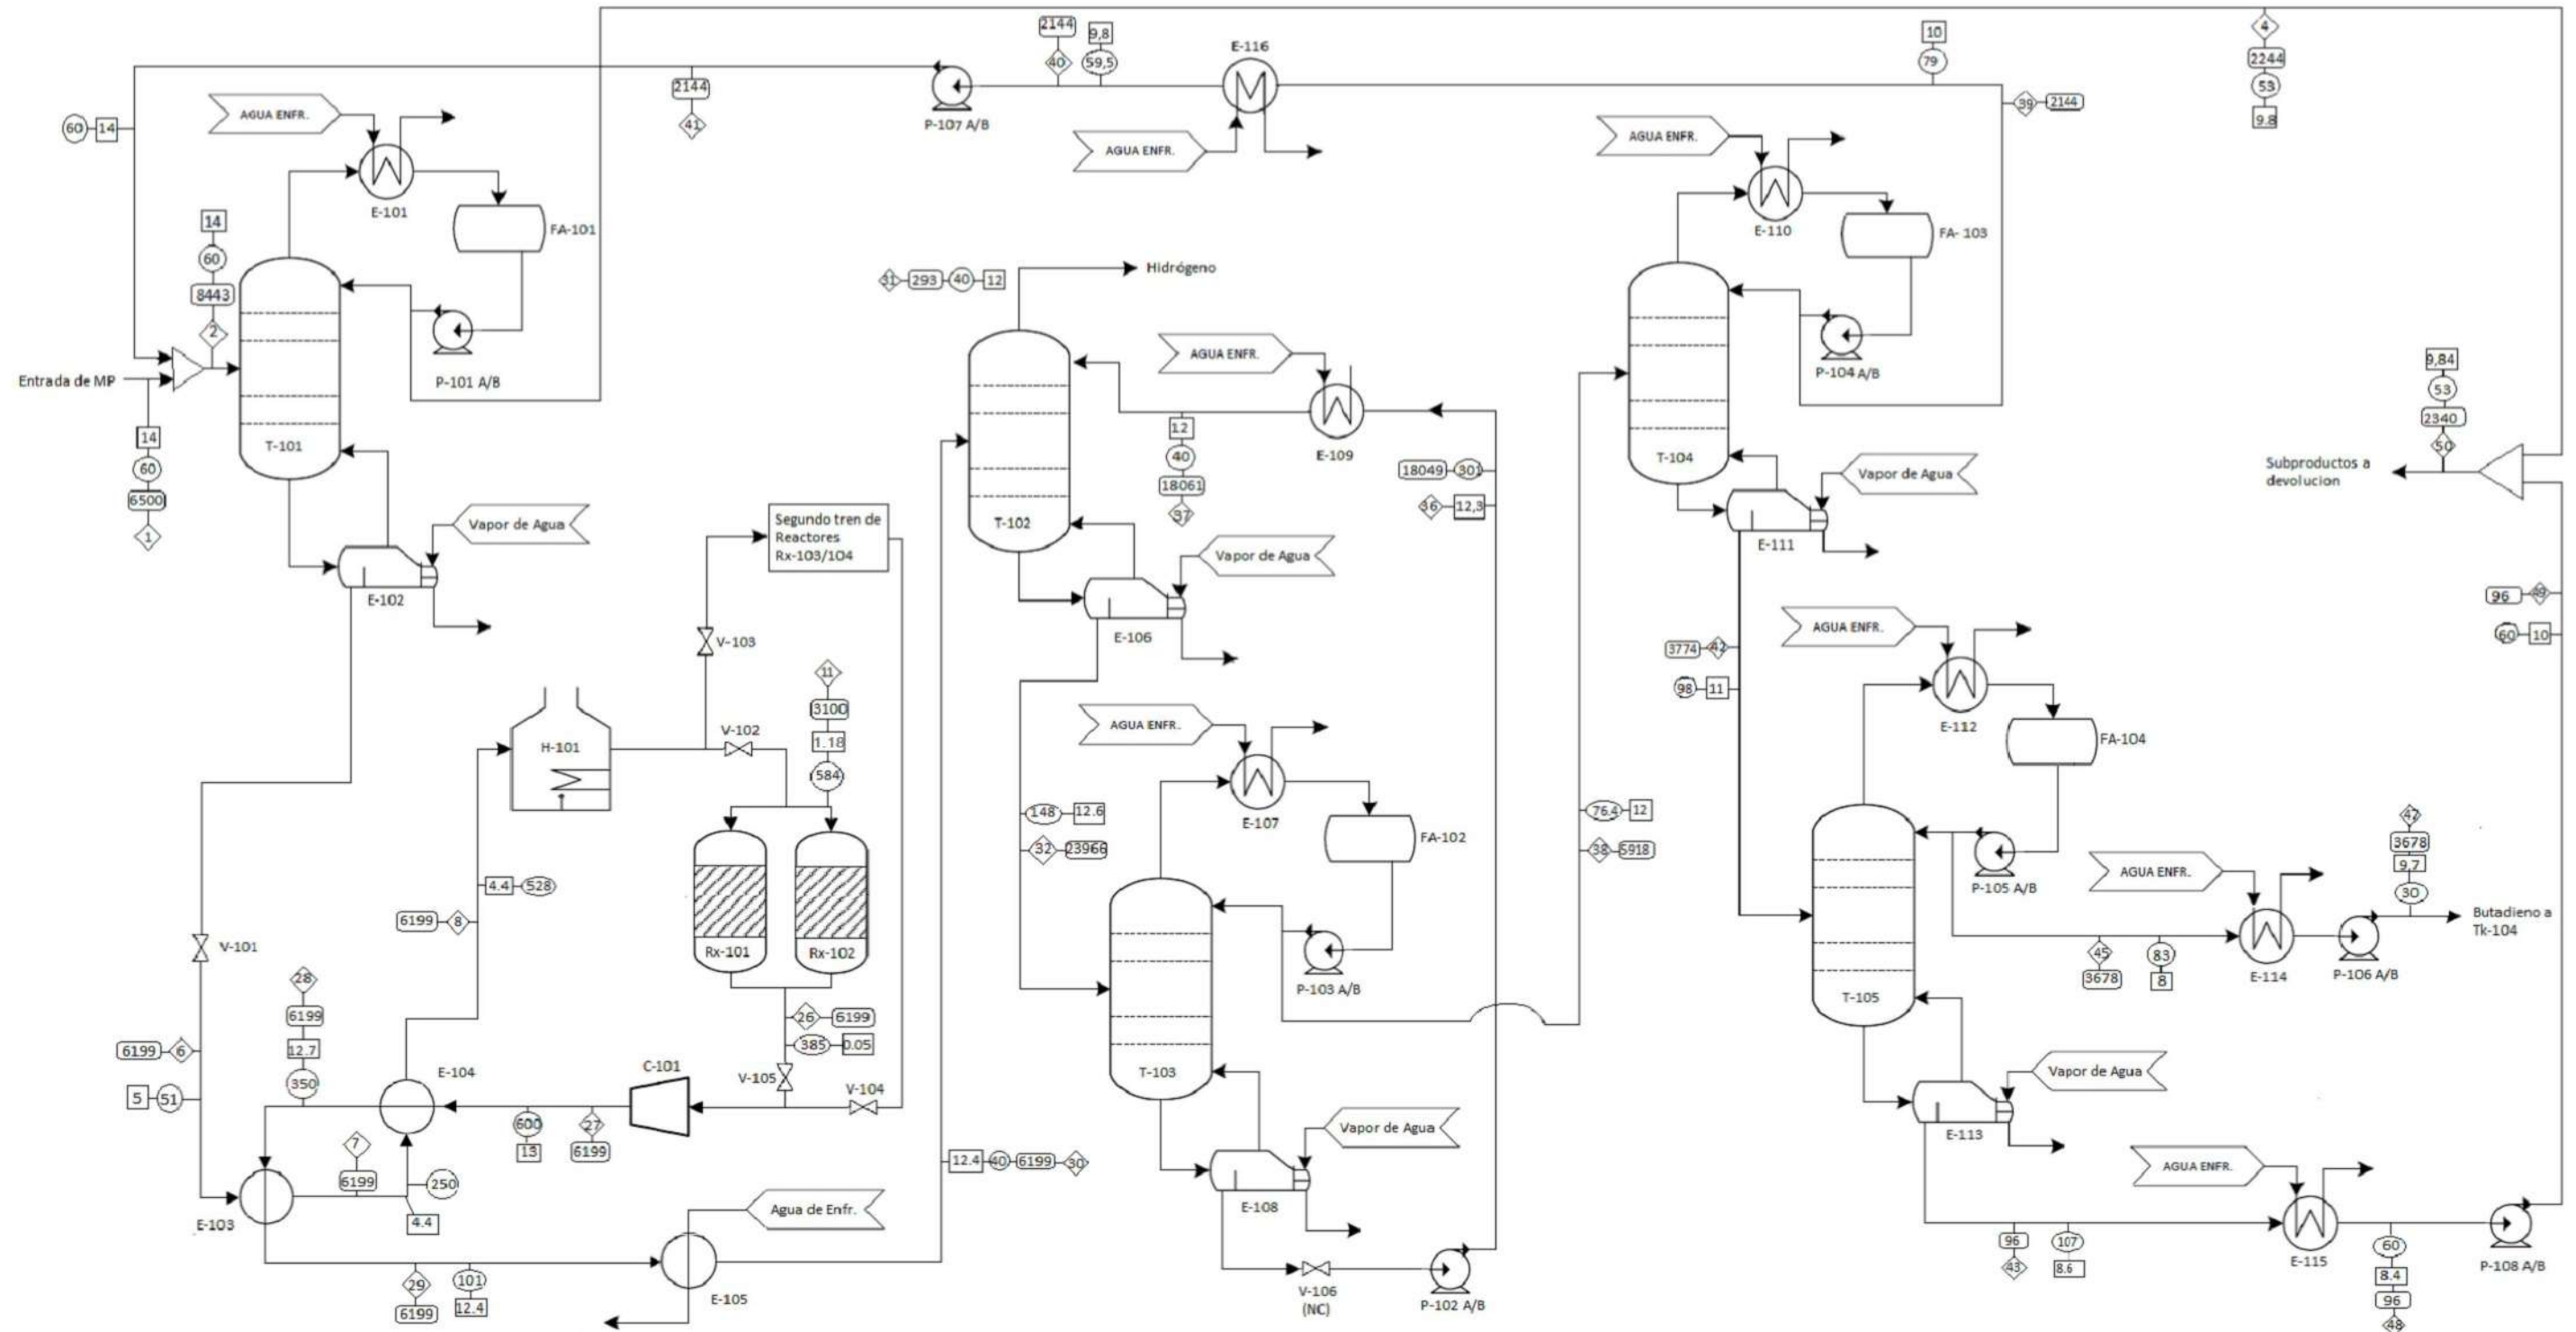 2144
40
9,8
59,5
E-116
10
79
4
2244
53
9.8
60
14
AGUA ENFR.
E-101
FA-101
2144
41
P-107 A/B
AGUA ENFR.
39
2144
AGUA ENFR.
E-110
FA- 103
14
60
8443
2
Entrada de MP
14
60
6500
1
T-101
P-101 A/B
Vapor de Agua
E-102
31
293
40
12
Hidrógeno
AGUA ENFR.
E-109
12
40
18061
37
18049
301
36
12,3
T-102
Vapor de Agua
E-106
P-104 A/B
T-104
Vapor de Agua
E-111
9,84
53
2340
50
Subproductos a
devolucion
96
49
60
10
Segundo tren de
Reactores
Rx-103/104
V-103
H-101
V-102
11
3100
1.18
584
Rx-101
Rx-102
4.4
528
6199
8
V-101
28
6199
12.7
350
6199
6
5
51
E-104
7
6199
250
4.4
E-103
26
6199
385
0.05
V-105
V-104
C-101
600
13
27
6199
29
6199
101
12.4
E-105
Agua de Enfr.
12.4
40
6199
30
148
12.6
32
23966
AGUA ENFR.
E-107
FA-102
P-103 A/B
T-103
Vapor de Agua
E-108
V-106
(NC)
P-102 A/B
76.4
12
38
5918
3774
42
98
11
AGUA ENFR.
E-112
FA-104
P-105 A/B
T-105
AGUA ENFR.
45
3678
83
8
E-114
P-106 A/B
42
3678
9,7
30
Butadieno a
Tk-104
Vapor de Agua
E-113
AGUA ENFR.
96
43
107
8.6
E-115
60
8.4
96
48
P-108 A/B